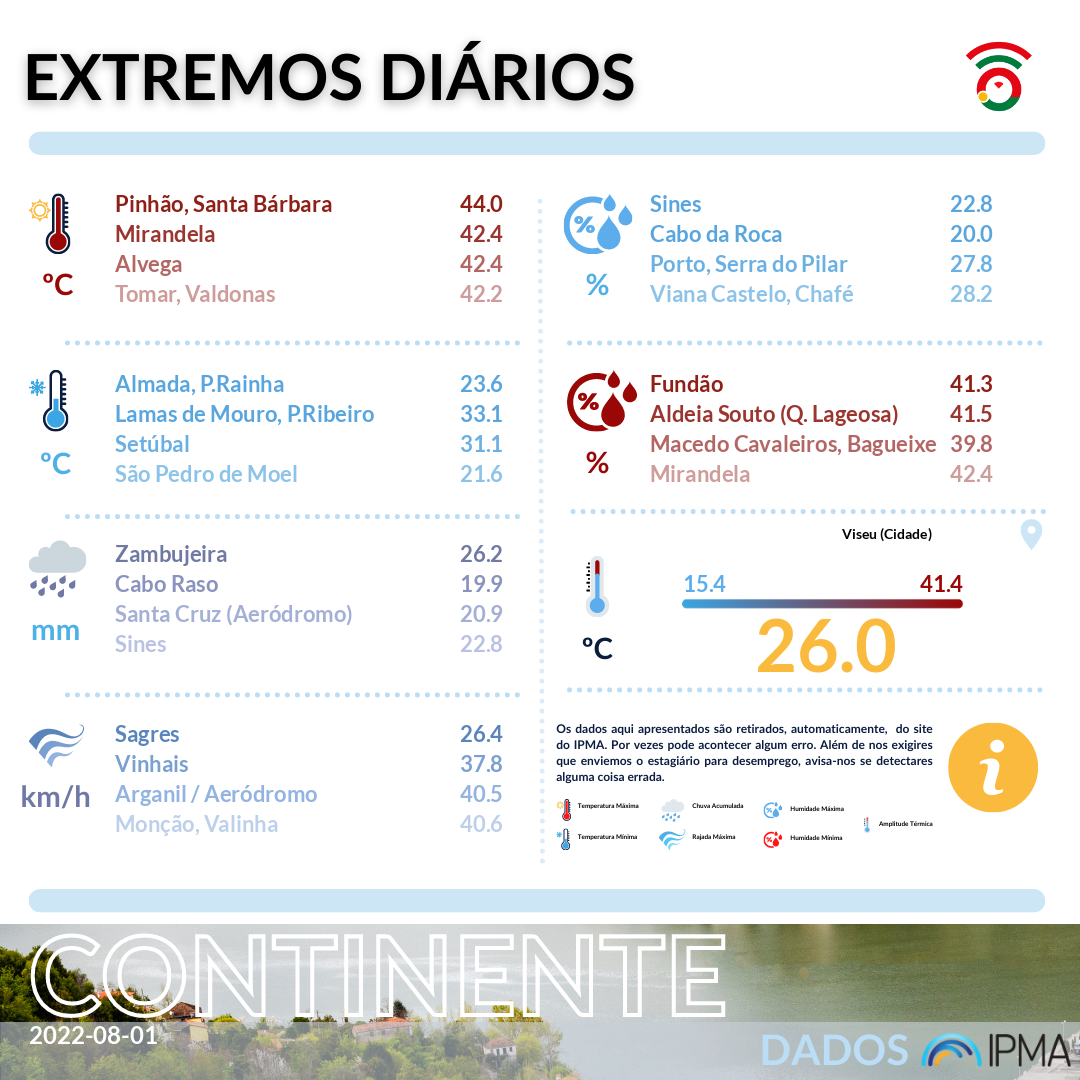 EXTREMOS DIÁRIOS
Pinhão, Santa Bárbara 44.0
Mirandela 42.4
Alvega 42.4
Tomar, Valdonas 42.2
ºC
Almada, P.Rainha 23.6
Lamas de Mouro, P.Ribeiro 33.1
Setúbal 31.1
São Pedro de Moel 21.6
ºC
Zambujeira 26.2
Cabo Raso 19.9
Santa Cruz (Aeródromo) 20.9
Sines 22.8
mm
Sagres 26.4
Vinhais 37.8
Arganil / Aeródromo 40.5
Monção, Valinha 40.6
km/h
%
Sines 22.8
Cabo da Roca 20.0
Porto, Serra do Pilar 27.8
Viana Castelo, Chafé 28.2
%
%
Fundão 41.3
Aldeia Souto (Q. Lageosa) 41.5
Macedo Cavaleiros, Bagueixe 39.8
Mirandela 42.4
%
Viseu (Cidade)
15.4 41.4
26.0
ºC
Os dados aqui apresentados são retirados, automaticamente, do site
do IPMA. Por vezes pode acontecer algum erro. Além de nos exigires
que enviemos o estagiário para desemprego, avisa-nos se detectares
alguma coisa errada.
i
Temperatura Máxima Chuva Acumulada Humidade Máxima
Amplitude Térmica
Temperatura Mínima Rajada Máxima Humidade Mínima
CONTINENTE
2022-08-01
DADOS IPMA